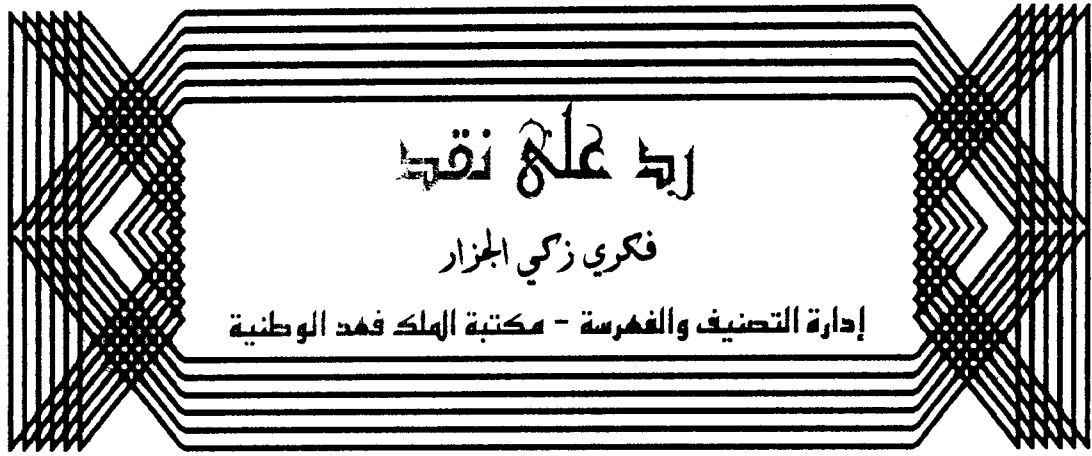 رد على نقد
فكري زكي الجزار
إدارة التصنيف والفهرسة - مكتبة الملك فهد الوطنية